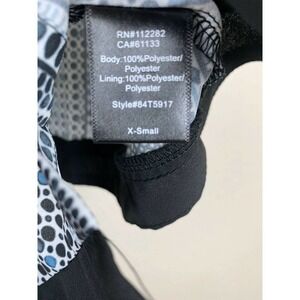 RN#112282
CA#61133
Body:100%Polyester/
Polyester
Lining:100%Polyester/
Polyester
Style#84T5917
X-Small